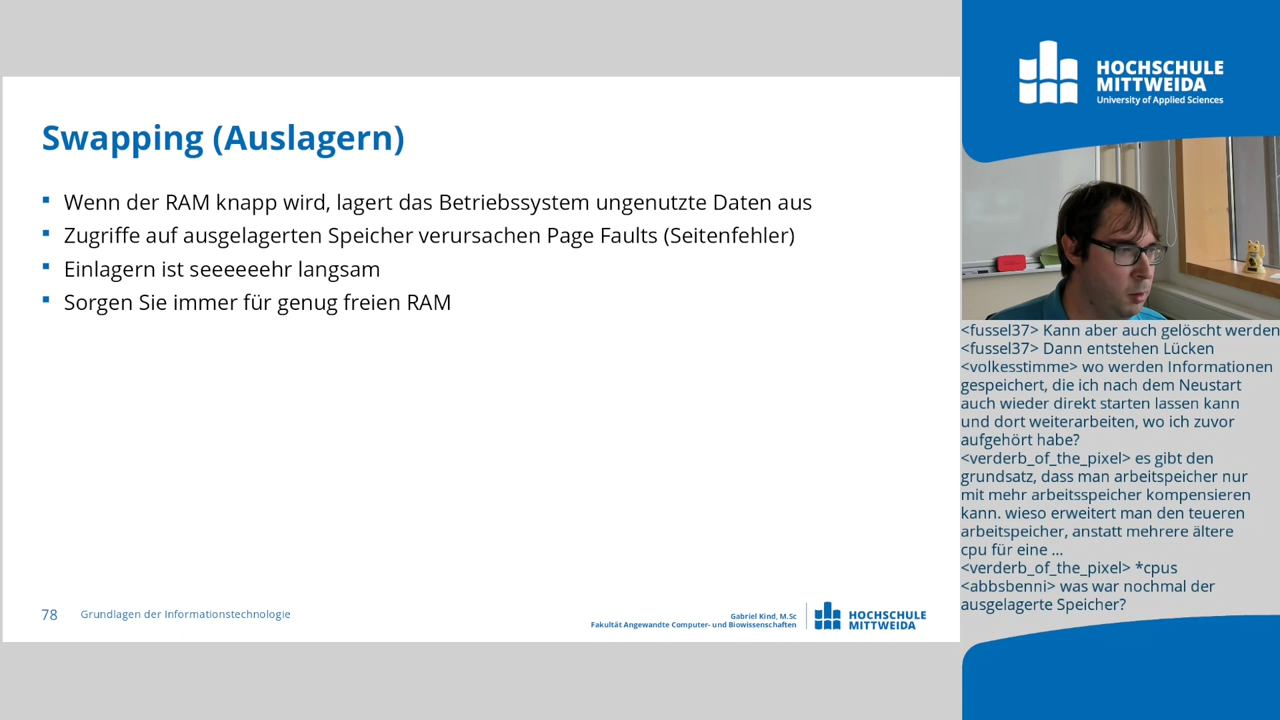 Swapping (Auslagern)
Wenn der RAM knapp wird, lagert das Betriebssystem ungenutzte Daten aus
Zugriffe auf ausgelagerten Speicher verursachen Page Faults (Seitenfehler)
Einlagern ist seeeeeehr langsam
Sorgen Sie immer für genug freien RAM
78 Grundlagen der Informationstechnologie
Gabriel Kind, M.Sc
Fakultät Angewandte Computer- und Biowissenschaften
HOCHSCHULE
MITTWEIDA
HOCHSCHULE
MITTWEIDA
University of Applied Sciences
<fussel37> Kann aber auch gelöscht werden
<fussel37> Dann entstehen Lücken
<volkesstimme> wo werden Informationen
gespeichert, die ich nach dem Neustart
auch wieder direkt starten lassen kann
und dort weiterarbeiten, wo ich zuvor
aufgehört habe?
<verderb_of_the_pixel> es gibt den
grundsatz, dass man arbeitspeicher nur
mit mehr arbeitsspeicher kompensieren
kann. wieso erweitert man den teueren
arbeitspeicher, anstatt mehrere ältere
cpu für eine ...
<verderb_of_the_pixel> *cpus
<abbsbenni> was war nochmal der
ausgelagerte Speicher?